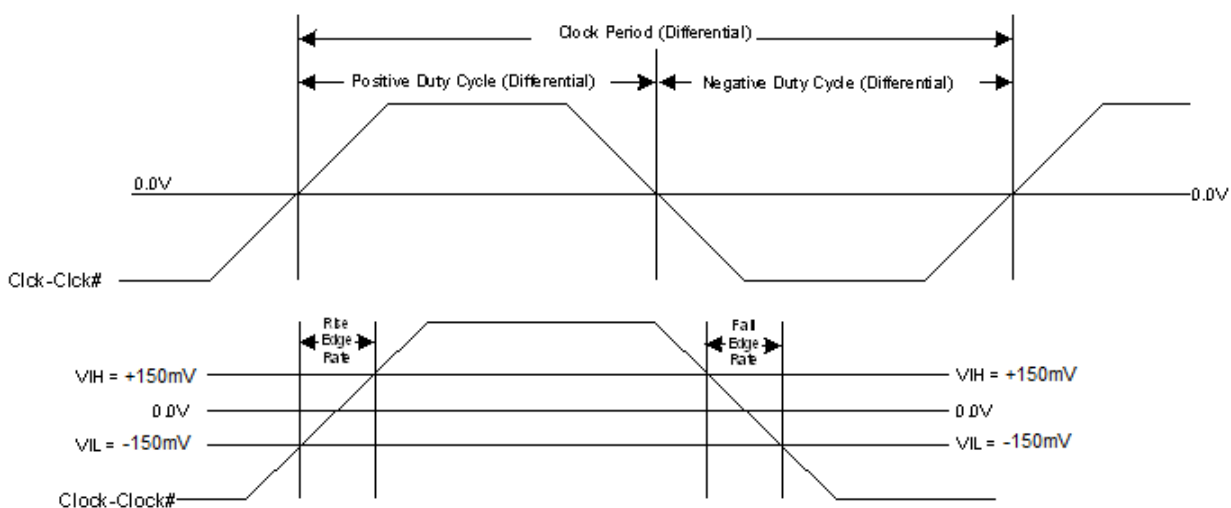 Clock Period (Differential)
Positive Duty Cycle (Differential)
Negative Duty Cycle (Differential)
0.0V
0.0V
Clck-Clck#
Rise
Edge
Rate
Fall
Edge
Rate
VIH = +150mV
VIH = +150mV
0.0V
0.0V
VIL = -150mV
VIL = -150mV
Clock-Clock#